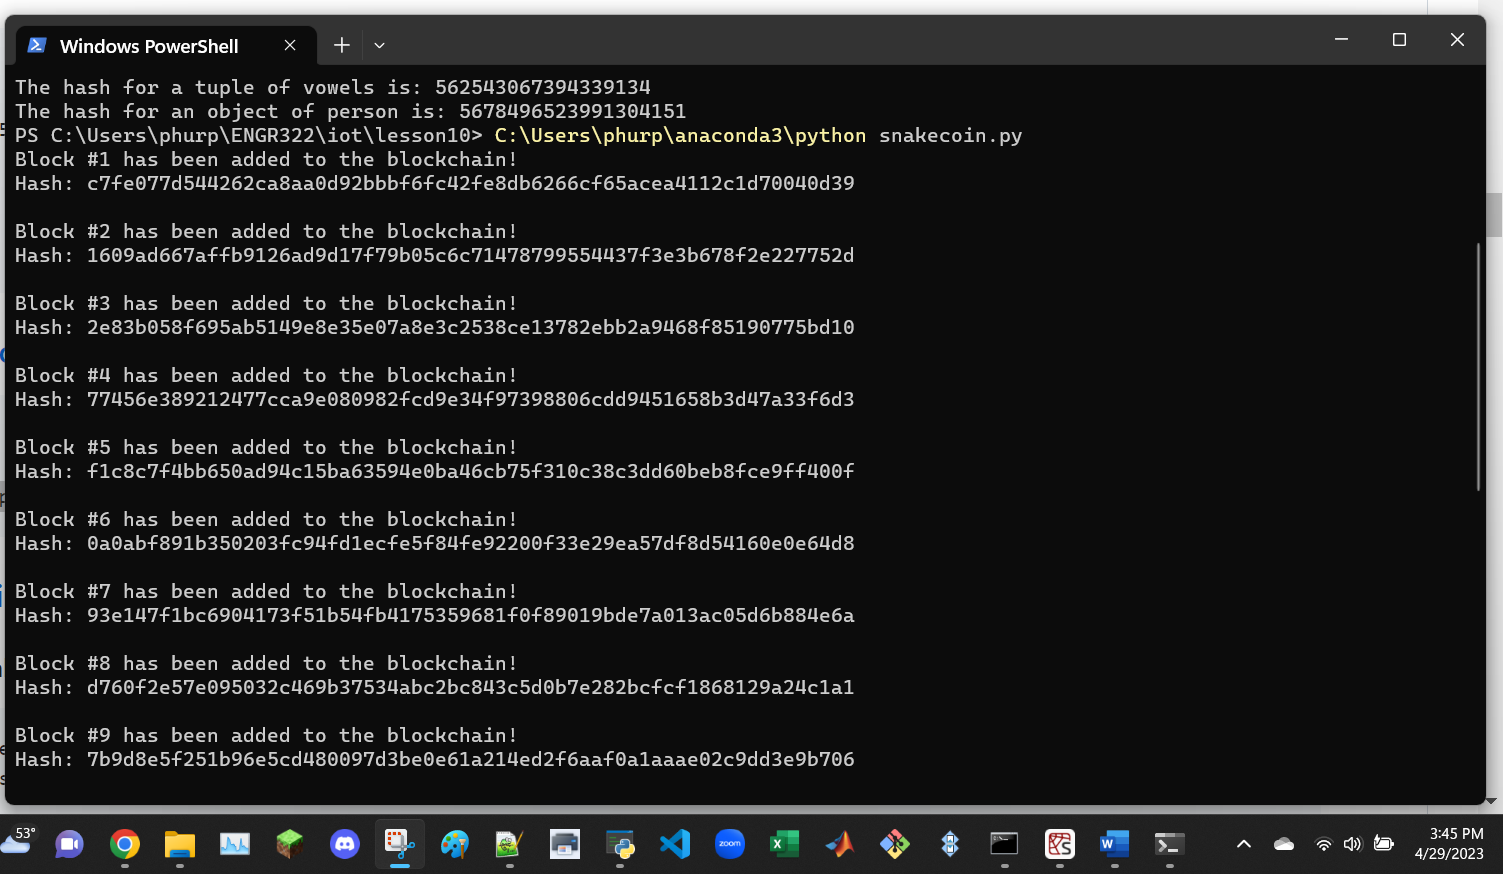 Windows PowerShell
The hash for a tuple of vowels is: 562543067394339134
The hash for an object of person is: 5678496523991304151
PS C:\Users\phurp\ENGR322\iot\lesson10> C:\Users\phurp\anaconda3\python snakecoin.py
Block #1 has been added to the blockchain!
Hash: c7fe077d544262ca8aa0d92bbbf6fc42fe8db6266cf65acea4112c1d70040d39
Block #2 has been added to the blockchain!
Hash: 1609ad667affb9126ad9d17f79b05c6c71478799554437f3e3b678f2e227752d
Block #3 has been added to the blockchain!
Hash: 2e83b058f695ab5149e8e35e07a8e3c2538ce13782ebb2a9468f85190775bd10
Block #4 has been added to the blockchain!
Hash: 77456e389212477cca9e080982fcd9e34f97398806cdd9451658b3d47a33f6d3
Block #5 has been added to the blockchain!
Hash: f1c8c7f4bb650ad94c15ba63594e0ba46cb75f310c38c3dd60beb8fce9ff400f
Block #6 has been added to the blockchain!
Hash: 0a0abf891b350203fc94fd1ecfe5f84fe92200f33e29ea57df8d54160e0e64d8
Block #7 has been added to the blockchain!
Hash: 93e147f1bc6904173f51b54fb4175359681f0f89019bde7a013ac05d6b884e6a
Block #8 has been added to the blockchain!
Hash: d760f2e57e095032c469b37534abc2bc843c5d0b7e282bcfcf1868129a24c1a1
Block #9 has been added to the blockchain!
Hash: 7b9d8e5f251b96e5cd480097d3be0e61a214ed2f6aaf0a1aaae02c9dd3e9b706
53°
zoom
3:45 PM
4/29/2023